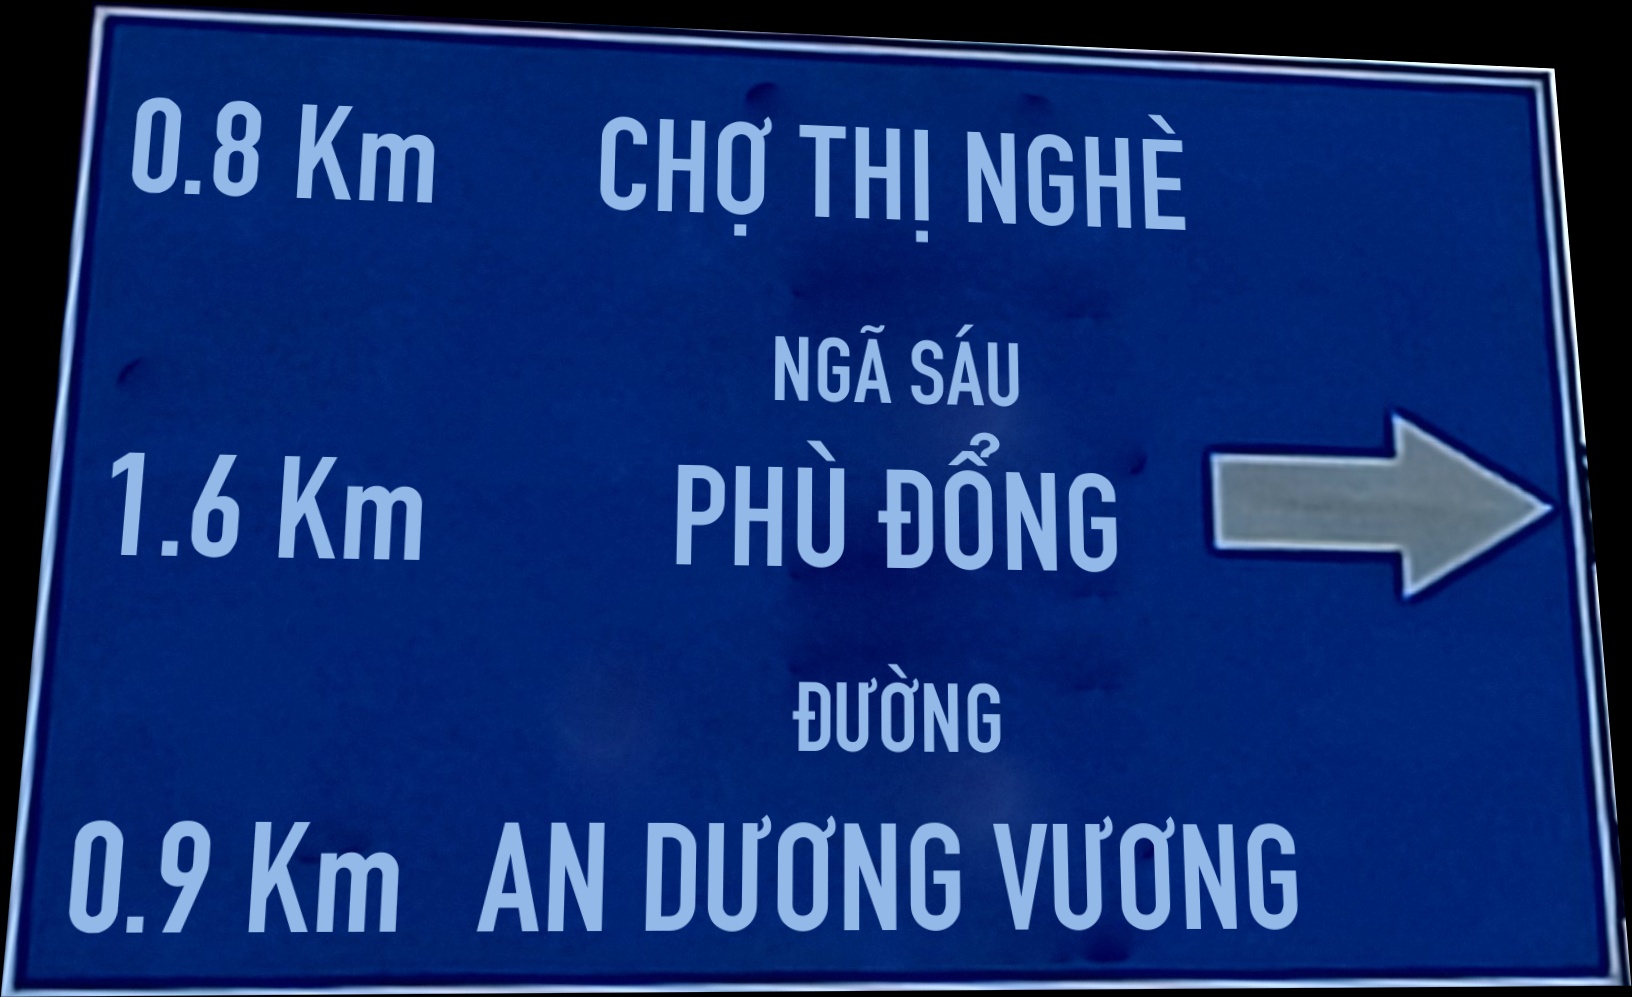 0.8 Km CHỢ THỊ NGHÈ
NGÃ SÁU
1.6 Km PHÙ ĐỔNG
ĐƯỜNG
0.9 Km AN DƯƠNG VƯƠNG